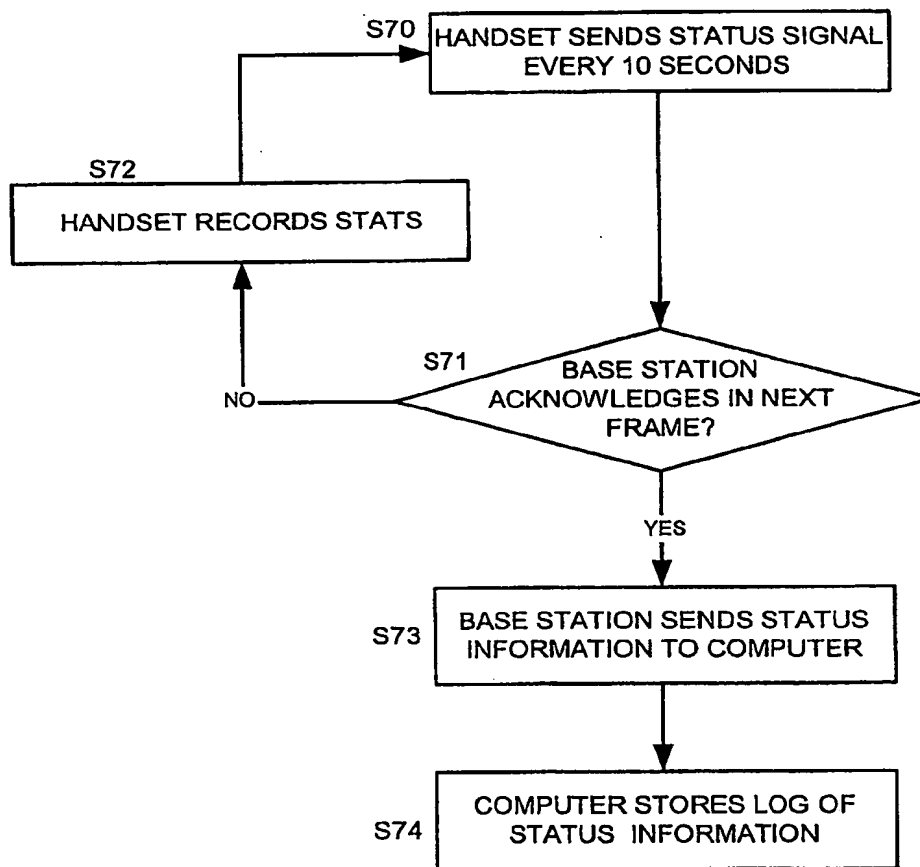 S70
HANDSET SENDS STATUS SIGNAL
EVERY 10 SECONDS
S72
HANDSET RECORDS STATS
S71
BASE STATION
ACKNOWLEDGES IN NEXT
FRAME?
NO
YES
S73
BASE STATION SENDS STATUS
INFORMATION TO COMPUTER
S74
COMPUTER STORES LOG OF
STATUS INFORMATION